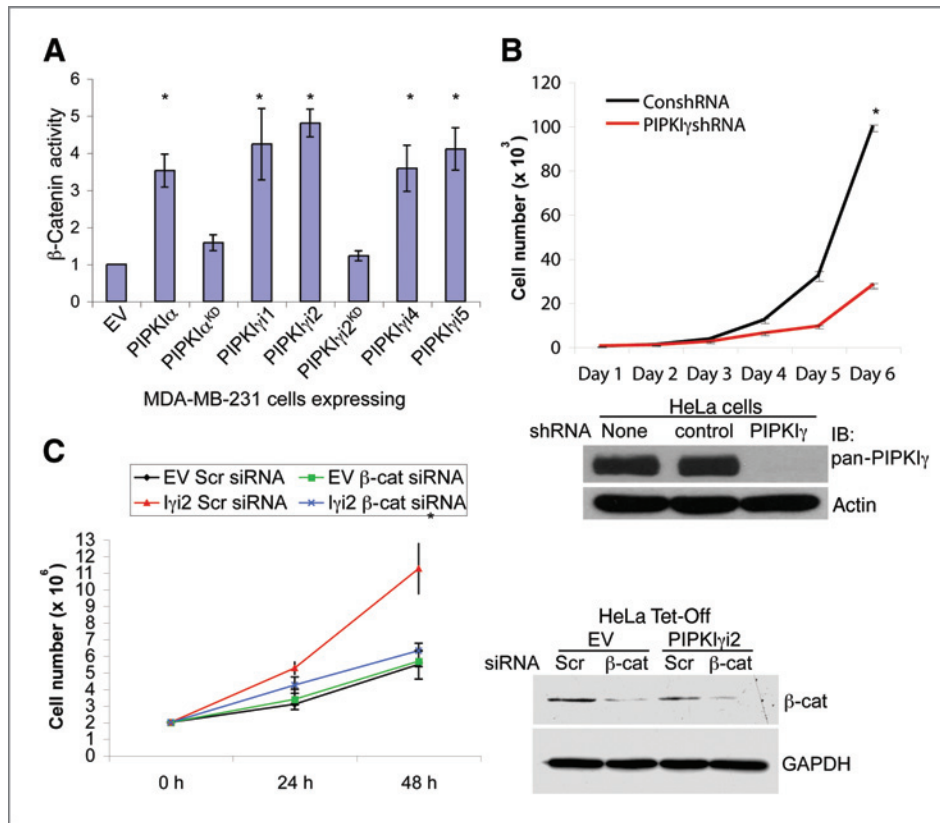 A
β-Catenin activity
6
5
4
3
2
1
0
*
*
*
*
*
EV
PIPKIα
PIPKIα^KD
PIPKIγi1
PIPKIγi2
PIPKIγi2^KD
PIPKIγi4
PIPKIγi5
MDA-MB-231 cells expressing
B
Cell number (x 10^3)
120
100
80
60
40
20
0
ConshRNA
PIPKIγshRNA
*
Day 1 Day 2 Day 3 Day 4 Day 5 Day 6
HeLa cells
shRNA None control PIPKIγ
IB:
pan-PIPKIγ
Actin
C
EV Scr siRNA
EV β-cat siRNA
Iγi2 Scr siRNA
Iγi2 β-cat siRNA
*
Cell number (x 10^6)
13
12
11
10
9
8
7
6
5
4
3
2
1
0
0 h
24 h
48 h
HeLa Tet-Off
EV PIPKIγi2
siRNA Scr β-cat Scr β-cat
β-cat
GAPDH